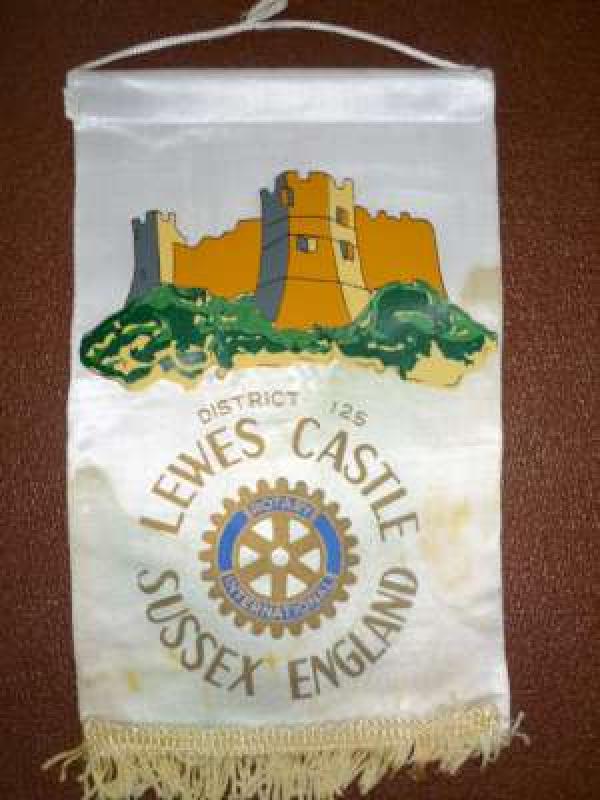 DISTRICT 125
LEWES CASTLE
ROTARY
INTERNATIONAL
SUSSEX ENGLAND